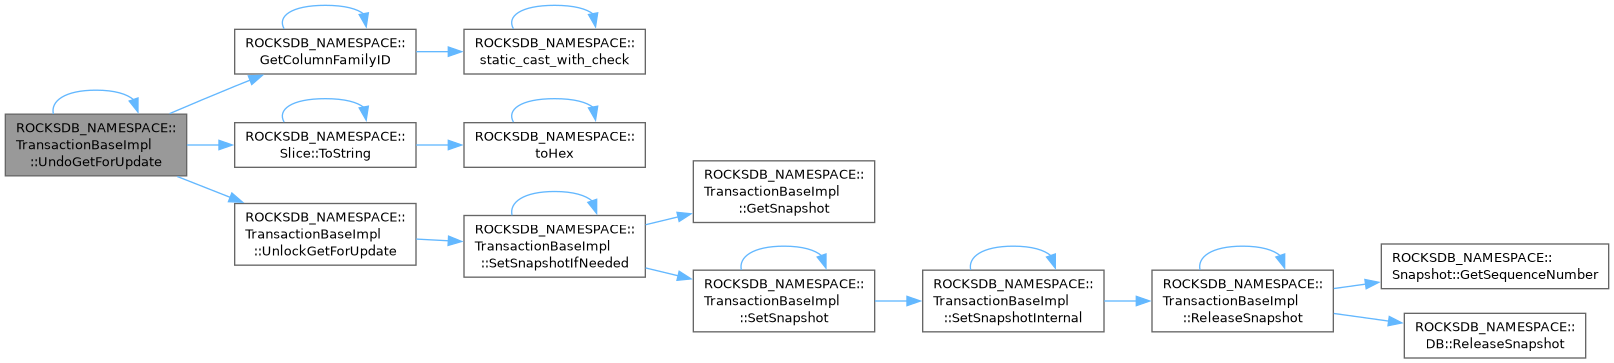 ROCKSDB_NAMESPACE::
TransactionBaseImpl
::UndoGetForUpdate
ROCKSDB_NAMESPACE::
GetColumnFamilyID
ROCKSDB_NAMESPACE::
static_cast_with_check
ROCKSDB_NAMESPACE::
Slice::ToString
ROCKSDB_NAMESPACE::
toHex
ROCKSDB_NAMESPACE::
TransactionBaseImpl
::UnlockGetForUpdate
ROCKSDB_NAMESPACE::
TransactionBaseImpl
::SetSnapshotIfNeeded
ROCKSDB_NAMESPACE::
TransactionBaseImpl
::GetSnapshot
ROCKSDB_NAMESPACE::
TransactionBaseImpl
::SetSnapshot
ROCKSDB_NAMESPACE::
TransactionBaseImpl
::SetSnapshotInternal
ROCKSDB_NAMESPACE::
TransactionBaseImpl
::ReleaseSnapshot
ROCKSDB_NAMESPACE::
Snapshot::GetSequenceNumber
ROCKSDB_NAMESPACE::
DB::ReleaseSnapshot